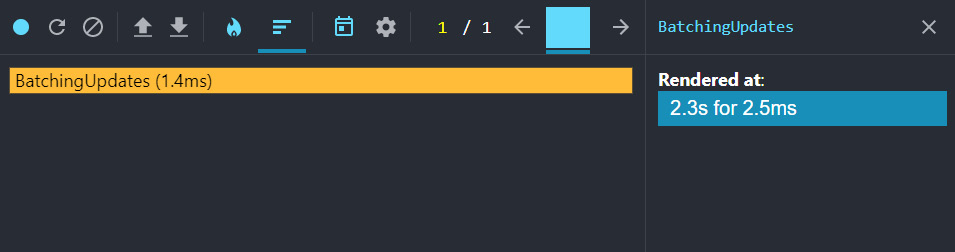 1 / 1
BatchingUpdates
BatchingUpdates (1.4ms)
Rendered at:
2.3s for 2.5ms